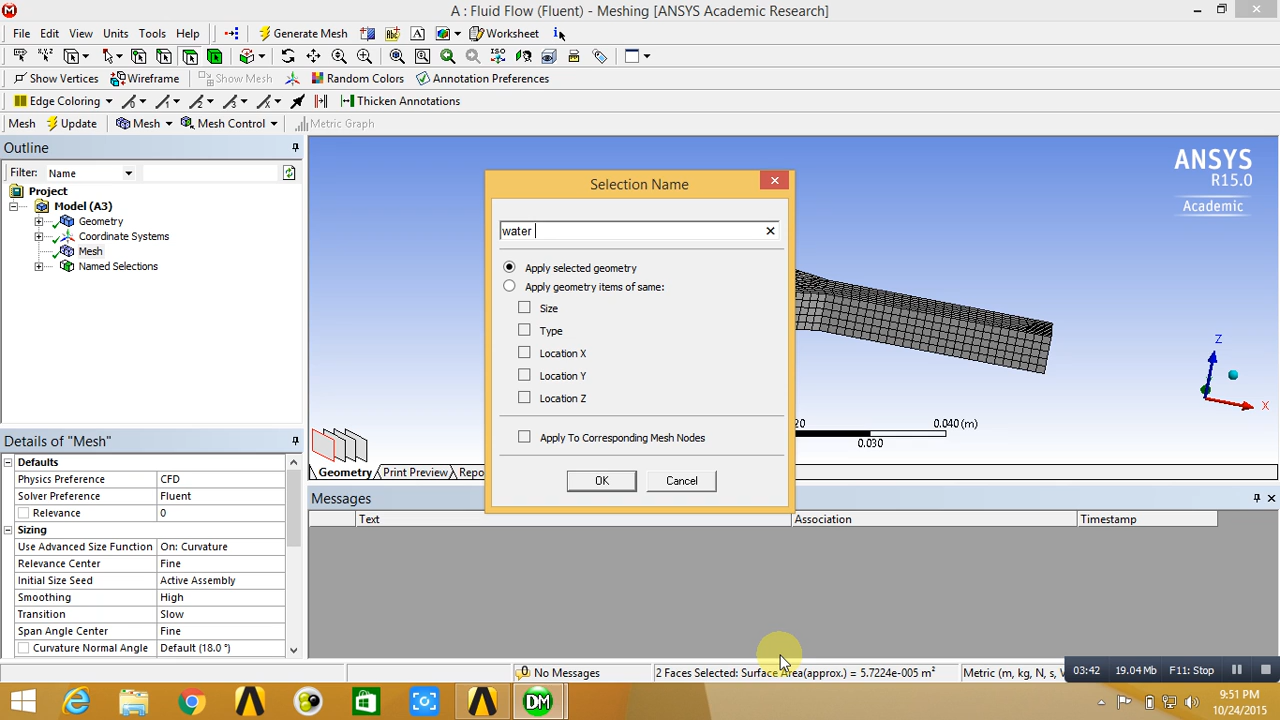 A : Fluid Flow (Fluent) - Meshing [ANSYS Academic Research]
File Edit View Units Tools Help Generate Mesh A Worksheet i
Show Vertices Wireframe Show Mesh Random Colors Annotation Preferences
Edge Coloring Thicken Annotations
Mesh Update Mesh Mesh Control Metric Graph
Outline
Filter: Name
Project
Model (A3)
Geometry
Coordinate Systems
Mesh
Named Selections
Details of "Mesh"
Defaults
Physics Preference CFD
Solver Preference Fluent
Relevance 0
Sizing
Use Advanced Size Function On: Curvature
Relevance Center Fine
Initial Size Seed Active Assembly
Smoothing High
Transition Slow
Span Angle Center Fine
Curvature Normal Angle Default (18.0 °)
ANSYS
R15.0
Academic
Selection Name
water
Apply selected geometry
Apply geometry items of same:
Size
Type
Location X
Location Y
Location Z
Apply To Corresponding Mesh Nodes
OK Cancel
Z
X
20 0.040 (m)
0.030
Geometry Print Preview Repo
Messages
Text Association Timestamp
0 No Messages 2 Faces Selected: Surface Area(approx.) = 5.7224e-005 m² Metric (m, kg, N, s, V
03:42 19.04 Mb F11: Stop
DM
9:51 PM
10/24/2015